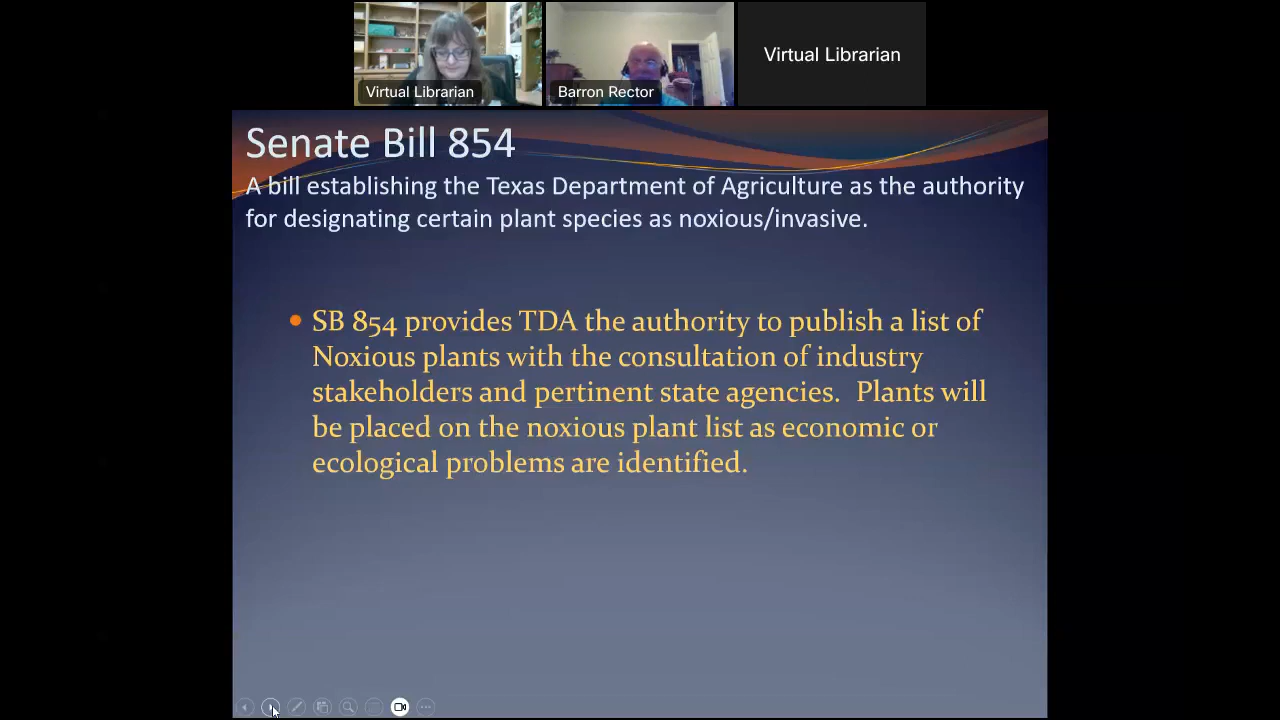 Virtual Librarian
Barron Rector
Virtual Librarian
Senate Bill 854
A bill establishing the Texas Department of Agriculture as the authority
for designating certain plant species as noxious/invasive.
• SB 854 provides TDA the authority to publish a list of
Noxious plants with the consultation of industry
stakeholders and pertinent state agencies.  Plants will
be placed on the noxious plant list as economic or
ecological problems are identified.